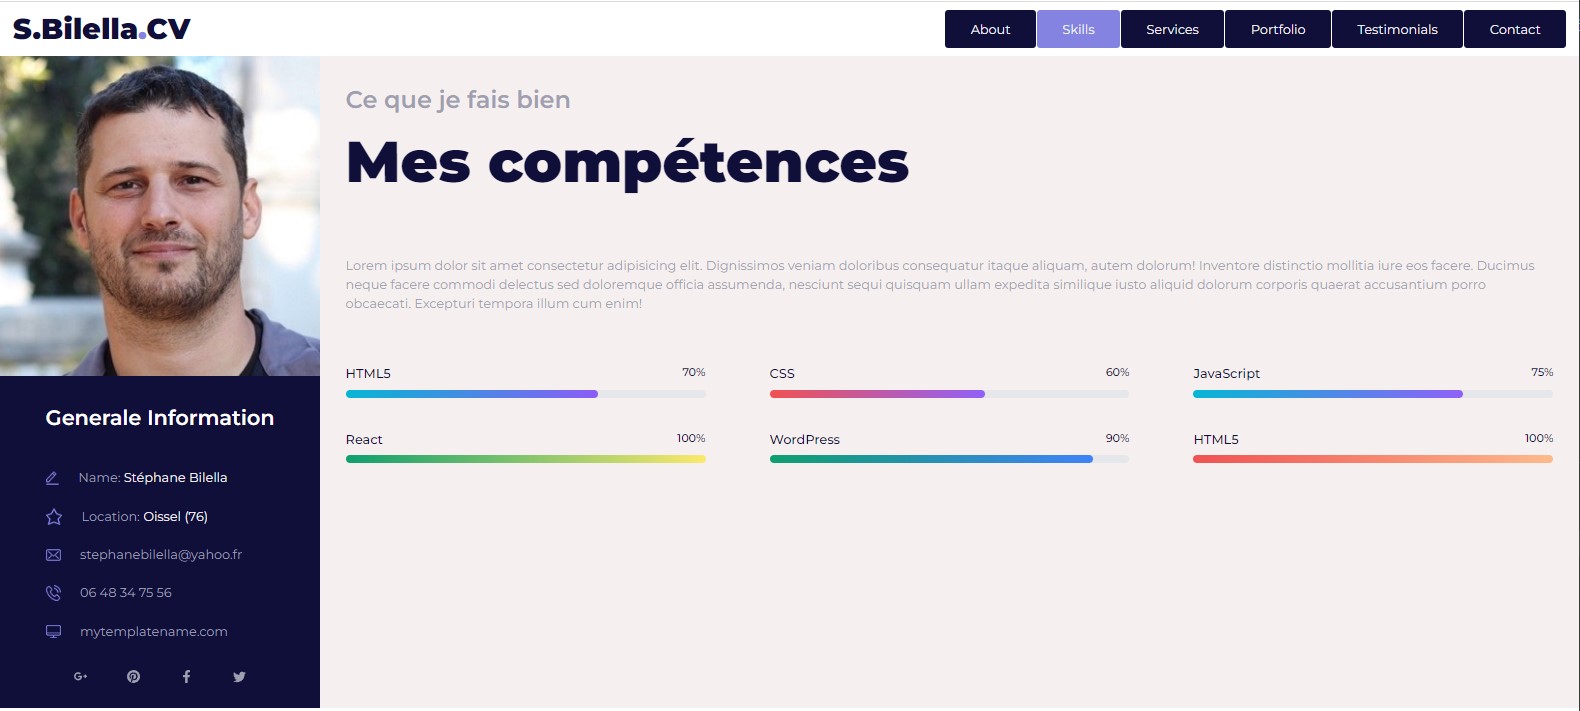 S.Bilella.CV
About Skills Services Portfolio Testimonials Contact
Ce que je fais bien
Mes compétences
Lorem ipsum dolor sit amet consectetur adipisicing elit. Dignissimos veniam doloribus consequatur itaque aliquam, autem dolorum! Inventore distinctio mollitia iure eos facere. Ducimus
neque facere commodi delectus sed doloremque officia assumenda, nesciunt sequi quisquam ullam expedita similique iusto aliquid dolorum corporis quaerat accusantium porro
obcaecati. Excepturi tempora illum cum enim!
HTML5 70% CSS 60% JavaScript 75%
React 100% WordPress 90% HTML5 100%
Generale Information
Name: Stéphane Bilella
Location: Oissel (76)
stephanebilella@yahoo.fr
06 48 34 75 56
mytemplatename.com